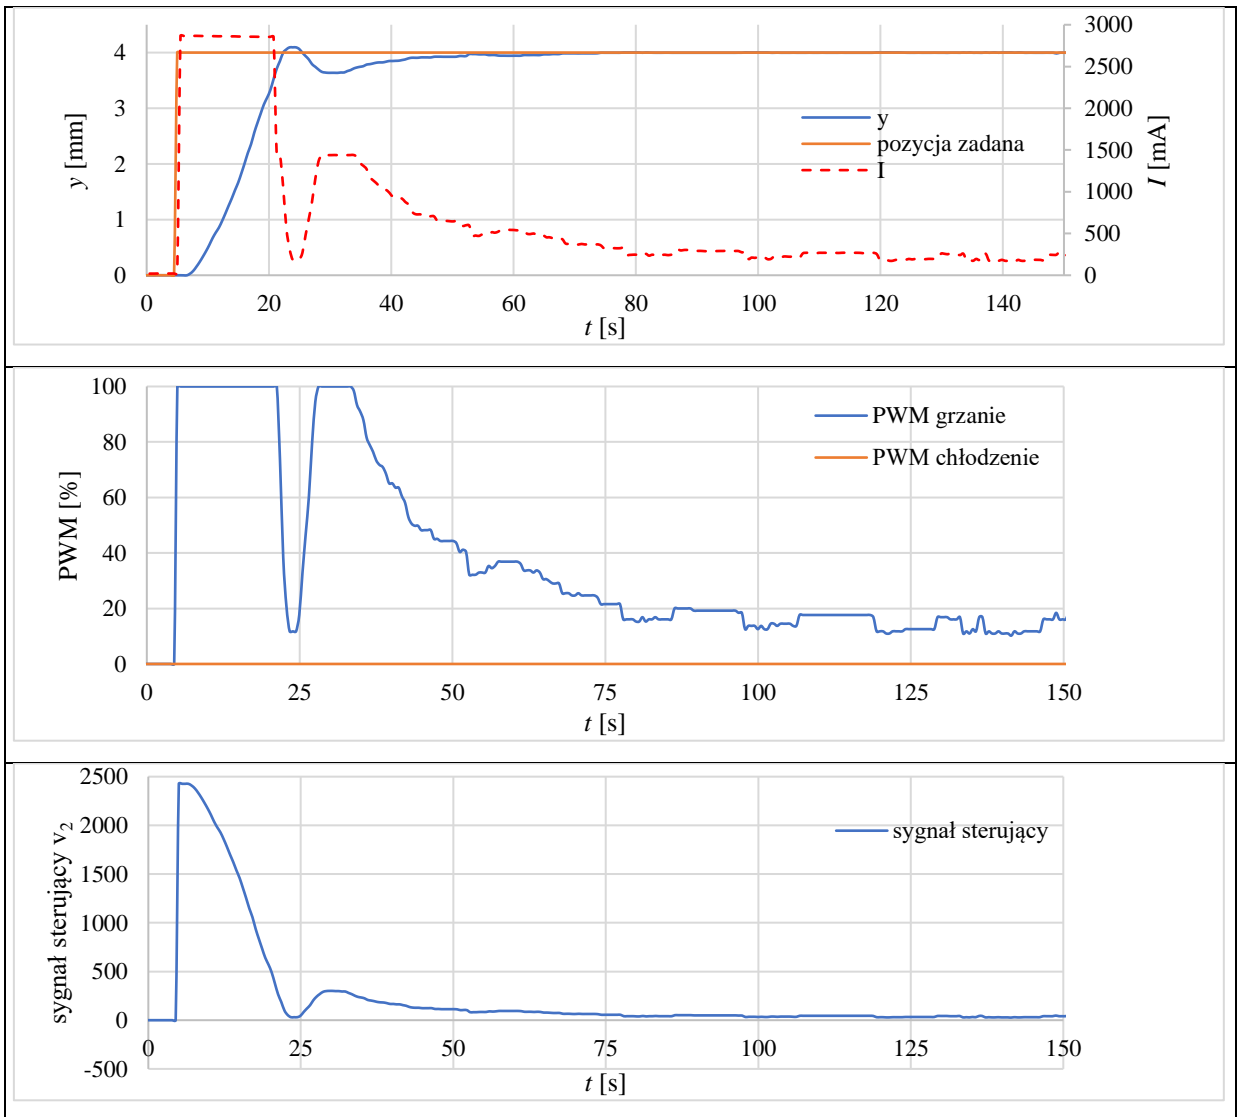 4
3
2
1
0
y [mm]
3000
2500
2000
1500
1000
500
0
I [mA]
y
pozycja zadana
I
0 20 40 60 80 100 120 140
t [s]
100
80
60
40
20
0
PWM [%]
PWM grzanie
PWM chłodzenie
0 25 50 75 100 125 150
t [s]
2500
2000
1500
1000
500
0
-500
sygnał sterujący v₂
sygnał sterujący
0 25 50 75 100 125 150
t [s]